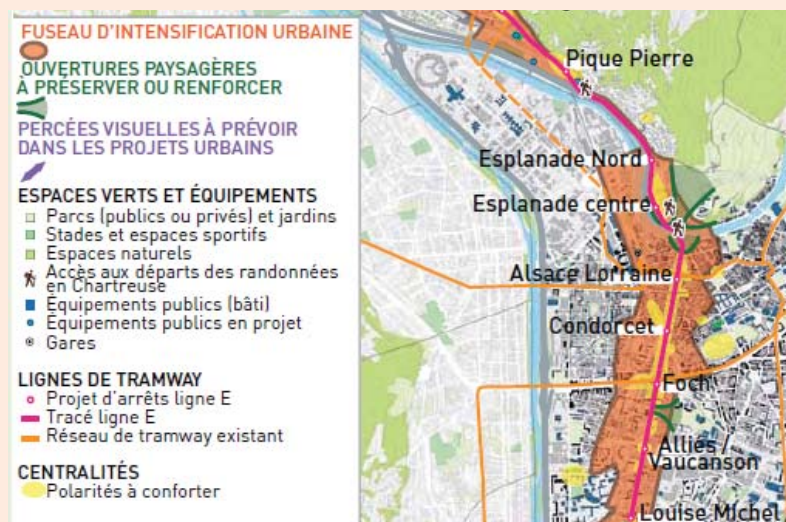 FUSEAU D'INTENSIFICATION URBAINE
OUVERTURES PAYSAGÈRES
À PRÉSERVER OU RENFORCER
PERCÉES VISUELLES À PRÉVOIR
DANS LES PROJETS URBAINS
ESPACES VERTS ET ÉQUIPEMENTS
Parcs (publics ou privés) et jardins
Stades et espaces sportifs
Espaces naturels
Accès aux départs des randonnées
en Chartreuse
Équipements publics (bâti)
Équipements publics en projet
Gares
LIGNES DE TRAMWAY
Projet d'arrêts ligne E
Tracé ligne E
Réseau de tramway existant
CENTRALITÉS
Polarités à conforter
Pique Pierre
Esplanade Nord
Esplanade centre
Alsace Lorraine
Condorcet
Foch
Alliés /
Vaucanson
Louise Michel